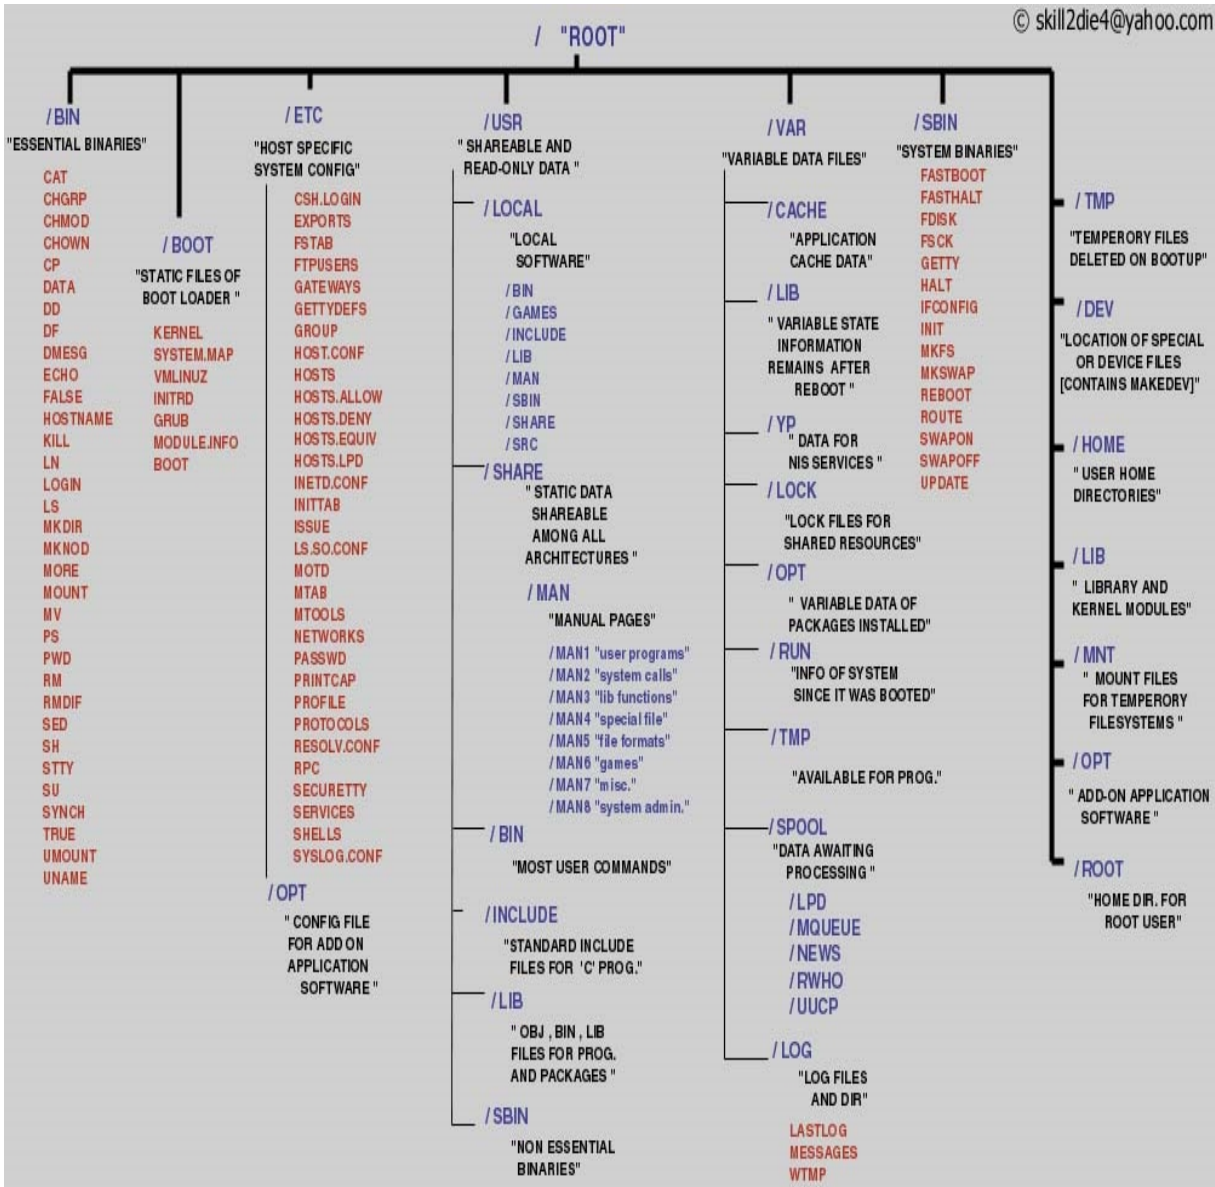 © skill2die4@yahoo.com
/ "ROOT"
/BIN
"ESSENTIAL BINARIES"
CAT
CHGRP
CHMOD
CHOWN
CP
DATA
DD
DF
DMESG
ECHO
FALSE
HOSTNAME
KILL
LN
LOGIN
LS
MKDIR
MKNOD
MORE
MOUNT
MV
PS
PWD
RM
RMDIF
SED
SH
STTY
SU
SYNCH
TRUE
UMOUNT
UNAME
/BOOT
"STATIC FILES OF
BOOT LOADER "
KERNEL
SYSTEM.MAP
VMLINUZ
INITRD
GRUB
MODULE.INFO
BOOT
/ETC
"HOST SPECIFIC
SYSTEM CONFIG"
CSH.LOGIN
EXPORTS
FSTAB
FTPUSERS
GATEWAYS
GETTYDEFS
GROUP
HOST.CONF
HOSTS
HOSTS.ALLOW
HOSTS.DENY
HOSTS.EQUIV
HOSTS.LPD
INETD.CONF
INITTAB
ISSUE
LS.SO.CONF
MOTD
MTAB
MTOOLS
NETWORKS
PASSWD
PRINTCAP
PROFILE
PROTOCOLS
RESOLV.CONF
RPC
SECURETTY
SERVICES
SHELLS
SYSLOG.CONF
/OPT
" CONFIG FILE
FOR ADD ON
APPLICATION
SOFTWARE "
/USR
" SHAREABLE AND
READ-ONLY DATA "
/LOCAL
"LOCAL
SOFTWARE"
/BIN
/GAMES
/INCLUDE
/LIB
/MAN
/SBIN
/SHARE
/SRC
/SHARE
" STATIC DATA
SHAREABLE
AMONG ALL
ARCHITECTURES "
/MAN
"MANUAL PAGES"
/MAN1 "user programs"
/MAN2 "system calls"
/MAN3 "lib functions"
/MAN4 "special file"
/MAN5 "file formats"
/MAN6 "games"
/MAN7 "misc."
/MAN8 "system admin."
/BIN
"MOST USER COMMANDS"
/INCLUDE
"STANDARD INCLUDE
FILES FOR 'C' PROG."
/LIB
" OBJ , BIN , LIB
FILES FOR PROG.
AND PACKAGES "
/SBIN
"NON ESSENTIAL
BINARIES"
/VAR
"VARIABLE DATA FILES"
/CACHE
"APPLICATION
CACHE DATA"
/LIB
" VARIABLE STATE
INFORMATION
REMAINS AFTER
REBOOT "
/YP
" DATA FOR
NIS SERVICES "
/LOCK
"LOCK FILES FOR
SHARED RESOURCES"
/OPT
" VARIABLE DATA OF
PACKAGES INSTALLED"
/RUN
"INFO OF SYSTEM
SINCE IT WAS BOOTED"
/TMP
"AVAILABLE FOR PROG."
/SPOOL
"DATA AWAITING
PROCESSING "
/LPD
/MQUEUE
/NEWS
/RWHO
/UUCP
/LOG
"LOG FILES
AND DIR"
LASTLOG
MESSAGES
WTMP
/SBIN
"SYSTEM BINARIES"
FASTBOOT
FASTHALT
FDISK
FSCK
GETTY
HALT
IFCONFIG
INIT
MKFS
MKSWAP
REBOOT
ROUTE
SWAPON
SWAPOFF
UPDATE
/TMP
"TEMPERORY FILES
DELETED ON BOOTUP"
/DEV
"LOCATION OF SPECIAL
OR DEVICE FILES
[CONTAINS MAKEDEV]"
/HOME
" USER HOME
DIRECTORIES"
/LIB
" LIBRARY AND
KERNEL MODULES"
/MNT
" MOUNT FILES
FOR TEMPERORY
FILESYSTEMS "
/OPT
" ADD-ON APPLICATION
SOFTWARE "
/ROOT
"HOME DIR. FOR
ROOT USER"